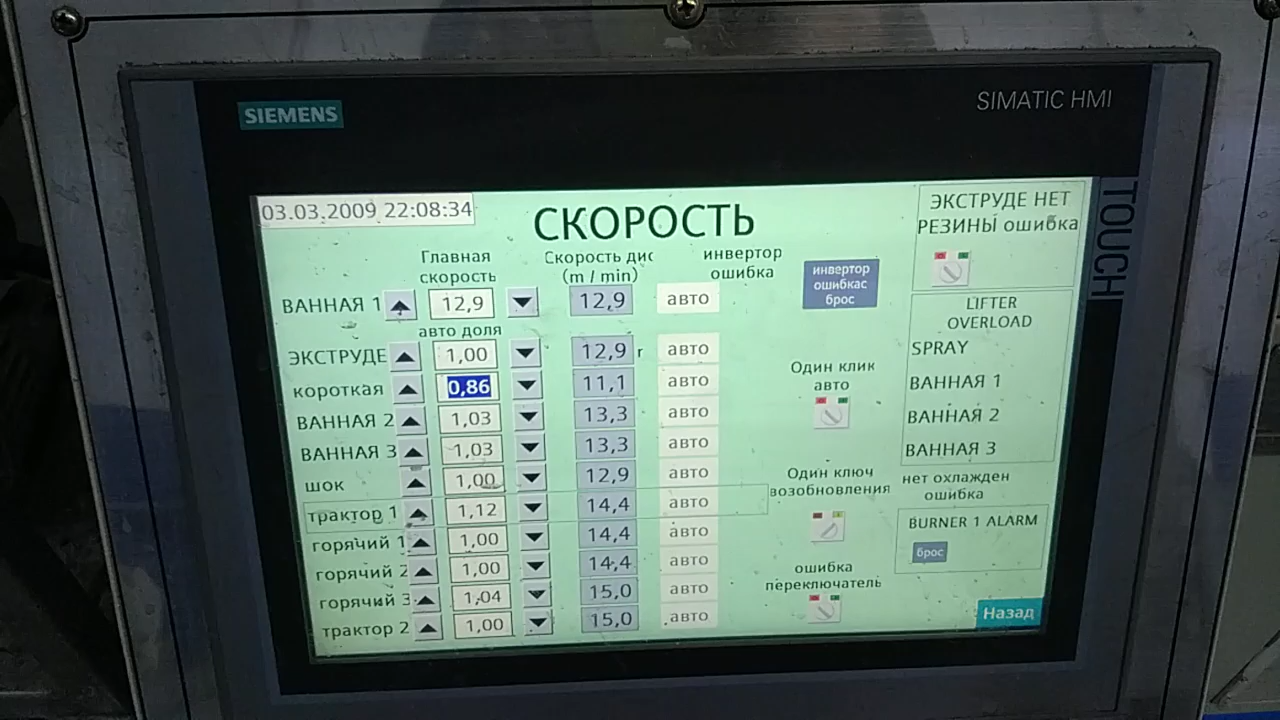 SIEMENS
SIMATIC HMI
TOUCH
03.03.2009 22:08:34
СКОРОСТЬ
ЭКСТРУДЕ НЕТ
РЕЗИНЫ ошибка
Главная
скорость
Скорость дис
(m / min)
инвертор
ошибка
инвертор
ошибкас
брос
ВАННАЯ 1 12,9 12,9 авто
авто доля
ЭКСТРУДЕ 1,00 12,9 г авто
короткая 0,86 11,1 авто
ВАННАЯ 2 1,03 13,3 авто
ВАННАЯ 3 1,03 13,3 авто
шок 1,00 12,9 авто
трактор 1 1,12 14,4 авто
горячий 1 1,00 14,4 авто
горячий 2 1,00 14,4 авто
горячий 3 1,04 15,0 авто
трактор 2 1,00 15,0 авто
Один клик
авто
Один ключ
возобновления
ошибка
переключатель
LIFTER
OVERLOAD
SPRAY
ВАННАЯ 1
ВАННАЯ 2
ВАННАЯ 3
нет охлажден
ошибка
BURNER 1 ALARM
брос
Назад